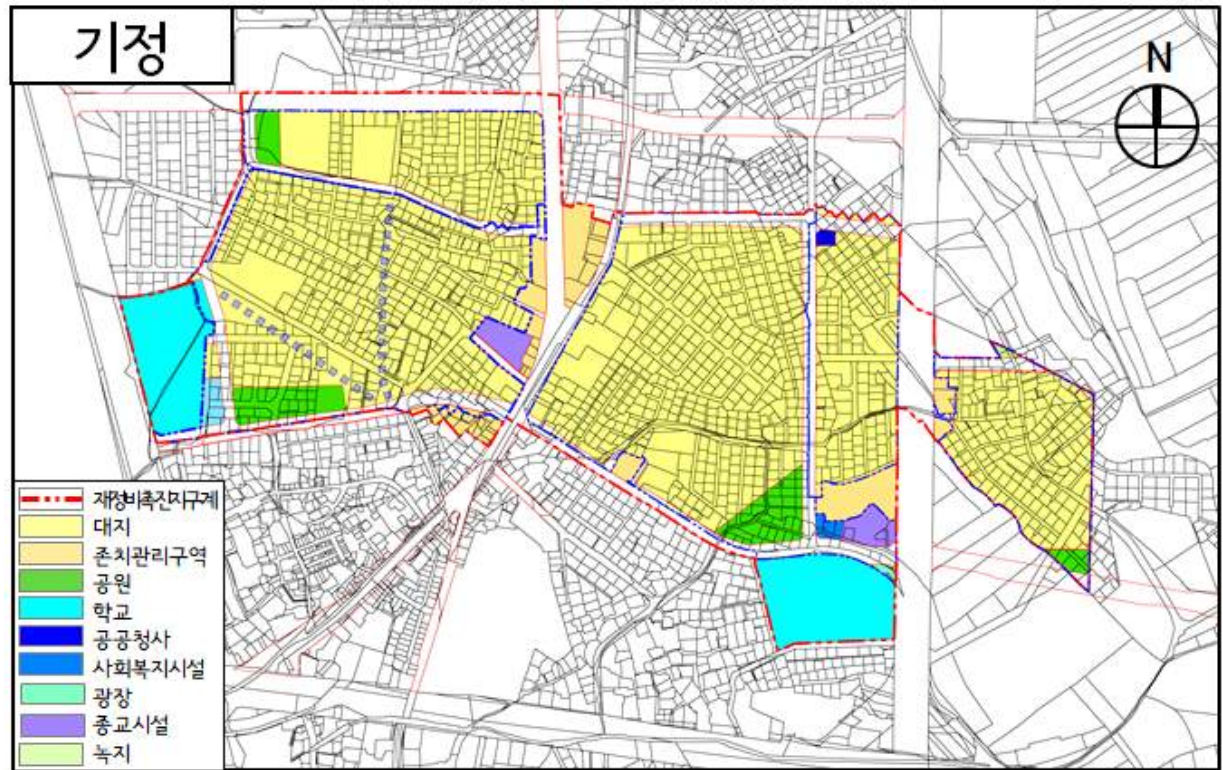 기정
N
재정비촉진지구계
대지
존치관리구역
공원
학교
공공청사
사회복지시설
광장
종교시설
녹지